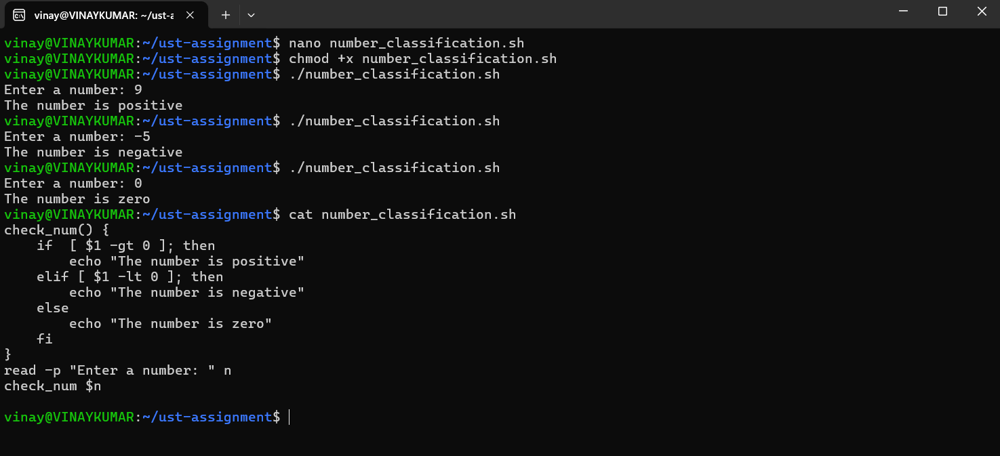 vinay@VINAYKUMAR: ~/ust-a
vinay@VINAYKUMAR:~/ust-assignment$ nano number_classification.sh
vinay@VINAYKUMAR:~/ust-assignment$ chmod +x number_classification.sh
vinay@VINAYKUMAR:~/ust-assignment$ ./number_classification.sh
Enter a number: 9
The number is positive
vinay@VINAYKUMAR:~/ust-assignment$ ./number_classification.sh
Enter a number: -5
The number is negative
vinay@VINAYKUMAR:~/ust-assignment$ ./number_classification.sh
Enter a number: 0
The number is zero
vinay@VINAYKUMAR:~/ust-assignment$ cat number_classification.sh
check_num() {
    if  [ $1 -gt 0 ]; then
        echo "The number is positive"
    elif [ $1 -lt 0 ]; then
        echo "The number is negative"
    else
        echo "The number is zero"
    fi
}
read -p "Enter a number: " n
check_num $n
vinay@VINAYKUMAR:~/ust-assignment$